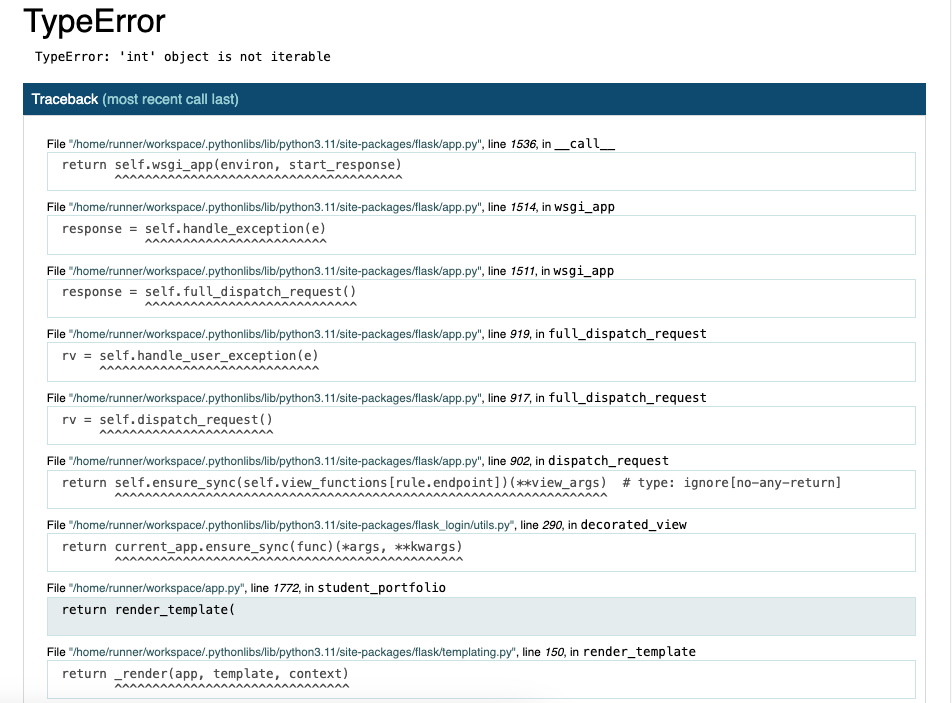 TypeError
TypeError: 'int' object is not iterable
Traceback (most recent call last)
File "/home/runner/workspace/.pythonlibs/lib/python3.11/site-packages/flask/app.py", line 1536, in __call__
return self.wsgi_app(environ, start_response)
^^^^^^^^^^^^^^^^^^^^^^^^^^^^^^^^^^^^^^
File "/home/runner/workspace/.pythonlibs/lib/python3.11/site-packages/flask/app.py", line 1514, in wsgi_app
response = self.handle_exception(e)
^^^^^^^^^^^^^^^^^^^^^^^^
File "/home/runner/workspace/.pythonlibs/lib/python3.11/site-packages/flask/app.py", line 1511, in wsgi_app
response = self.full_dispatch_request()
^^^^^^^^^^^^^^^^^^^^^^^^^^^^
File "/home/runner/workspace/.pythonlibs/lib/python3.11/site-packages/flask/app.py", line 919, in full_dispatch_request
rv = self.handle_user_exception(e)
^^^^^^^^^^^^^^^^^^^^^^^^^^^^^
File "/home/runner/workspace/.pythonlibs/lib/python3.11/site-packages/flask/app.py", line 917, in full_dispatch_request
rv = self.dispatch_request()
^^^^^^^^^^^^^^^^^^^^^^^
File "/home/runner/workspace/.pythonlibs/lib/python3.11/site-packages/flask/app.py", line 902, in dispatch_request
return self.ensure_sync(self.view_functions[rule.endpoint])(**view_args)  # type: ignore[no-any-return]
^^^^^^^^^^^^^^^^^^^^^^^^^^^^^^^^^^^^^^^^^^^^^^^^^^^^^^^^^^^^^^^^^
File "/home/runner/workspace/.pythonlibs/lib/python3.11/site-packages/flask_login/utils.py", line 290, in decorated_view
return current_app.ensure_sync(func)(*args, **kwargs)
^^^^^^^^^^^^^^^^^^^^^^^^^^^^^^^^^^^^^^^^^^^^^^
File "/home/runner/workspace/app.py", line 1772, in student_portfolio
return render_template(
File "/home/runner/workspace/.pythonlibs/lib/python3.11/site-packages/flask/templating.py", line 150, in render_template
return _render(app, template, context)
^^^^^^^^^^^^^^^^^^^^^^^^^^^^^^^